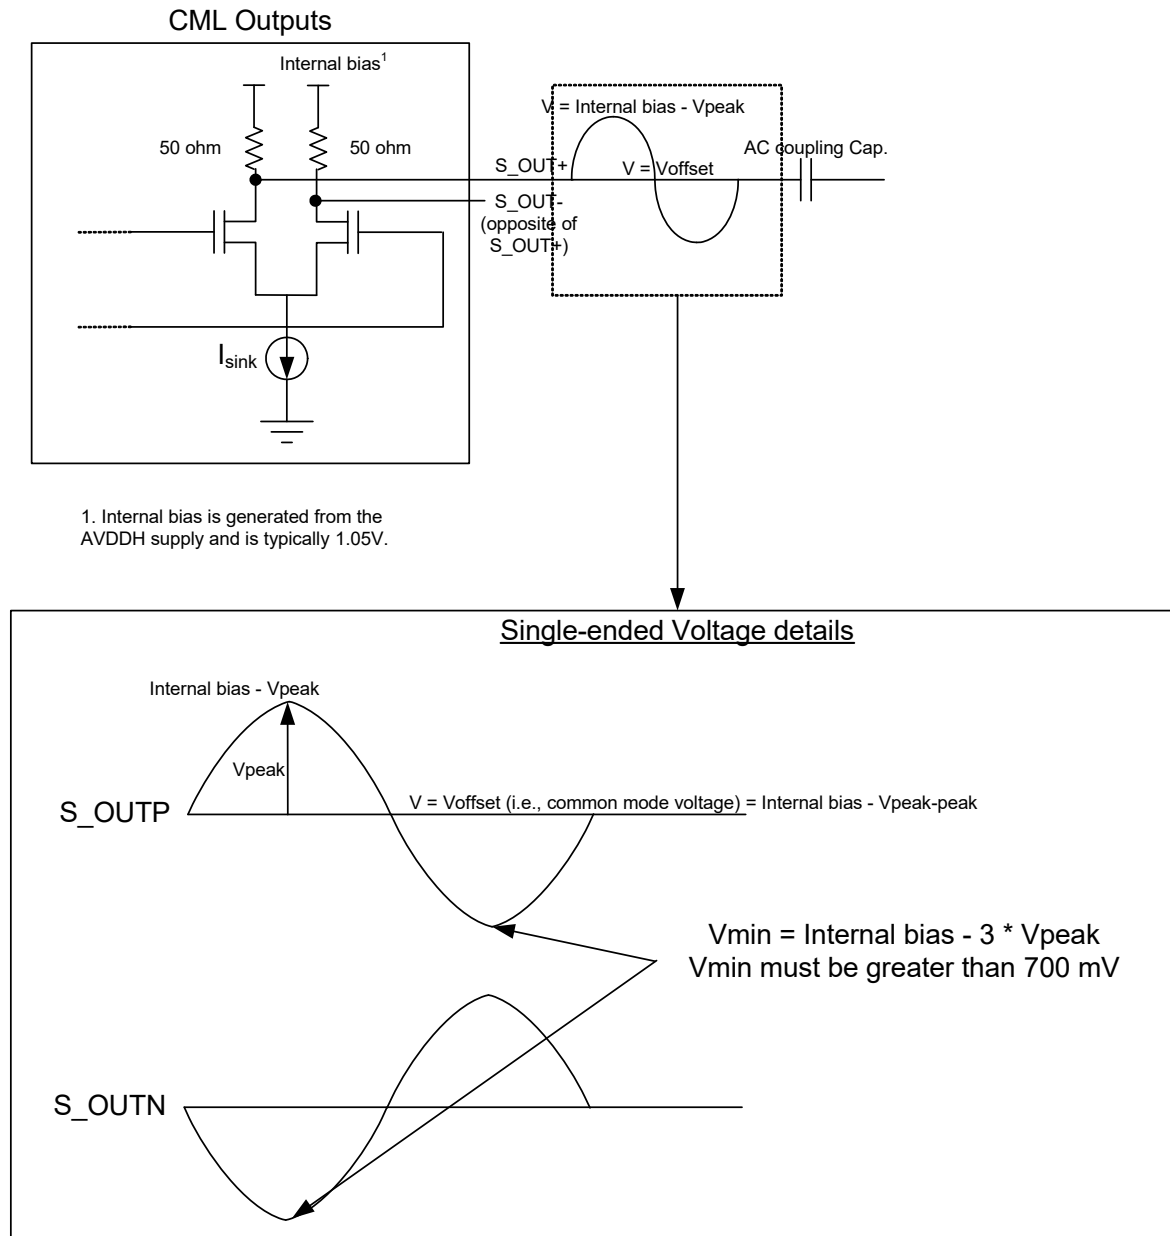 CML Outputs
Internal bias1
50 ohm
50 ohm
V = Internal bias - Vpeak
AC coupling Cap.
S_OUT+
V = Voffset
S_OUT-
(opposite of
S_OUT+)
Isink
1. Internal bias is generated from the
AVDDH supply and is typically 1.05V.
Single-ended Voltage details
Internal bias - Vpeak
Vpeak
S_OUTP
V = Voffset (i.e., common mode voltage) = Internal bias - Vpeak-peak
Vmin = Internal bias - 3 * Vpeak
Vmin must be greater than 700 mV
S_OUTN